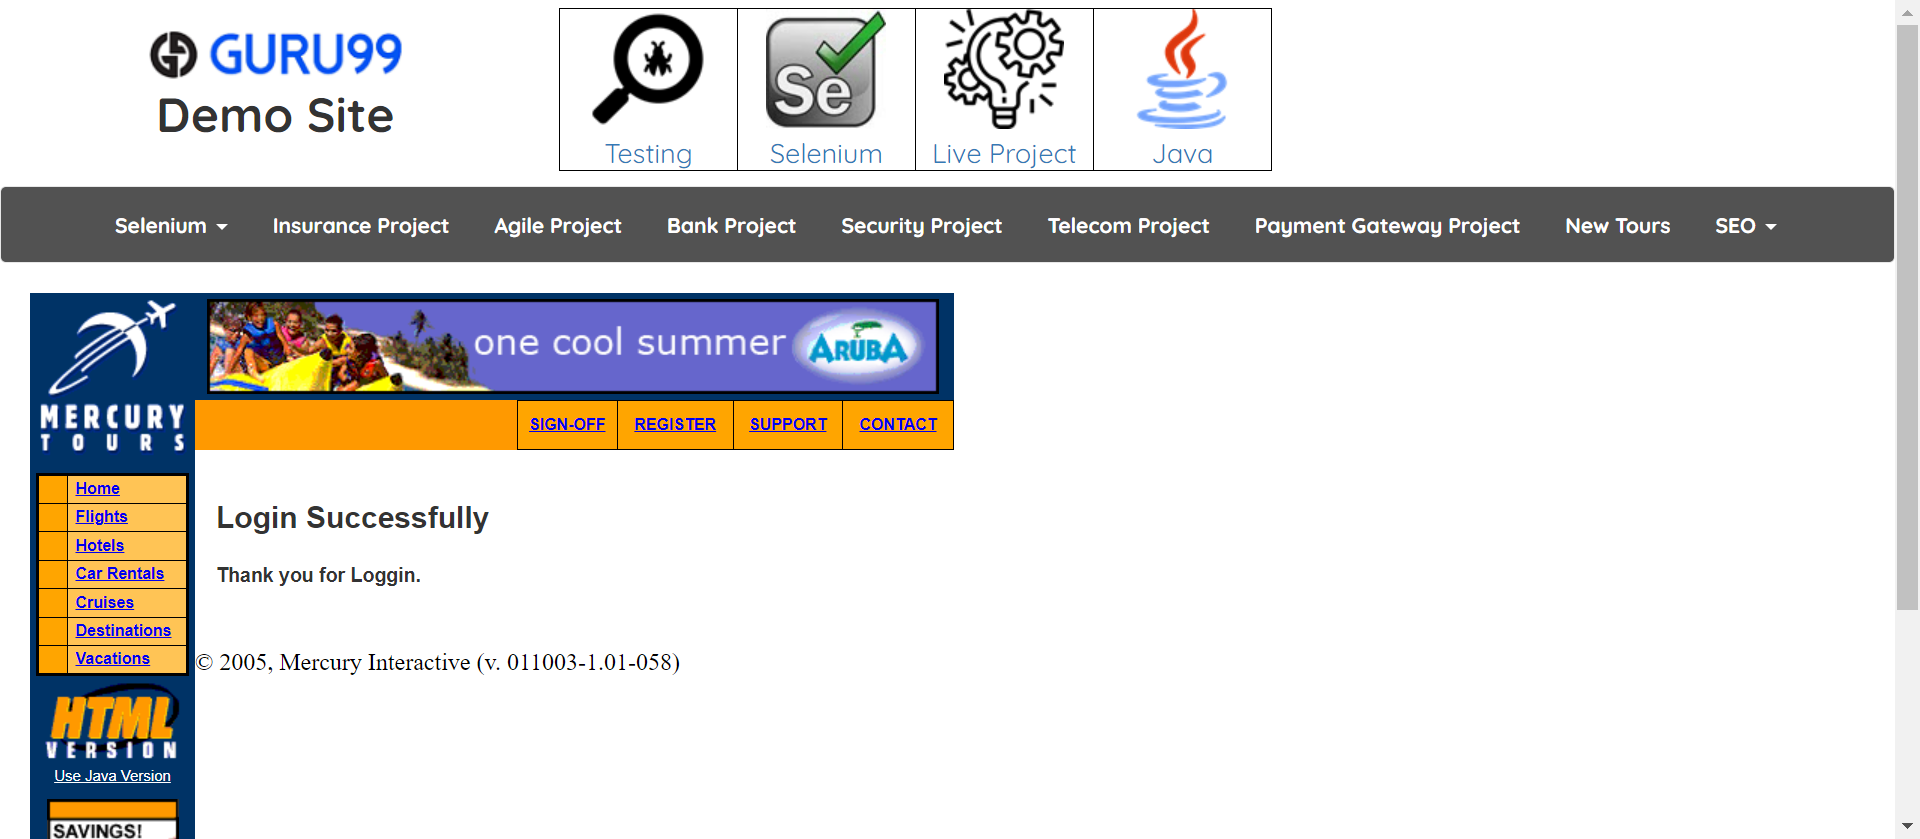 GURU99
Demo Site
Se
Testing Selenium Live Project Java
Selenium Insurance Project Agile Project Bank Project Security Project Telecom Project Payment Gateway Project New Tours SEO
one cool summer ARUBA
MERCURY
TOURS
SIGN-OFF REGISTER SUPPORT CONTACT
Home
Flights
Hotels
Car Rentals
Cruises
Destinations
Vacations
Login Successfully
Thank you for Loggin.
© 2005, Mercury Interactive (v. 011003-1.01-058)
HTML
VERSION
Use Java Version
SAVINGS!